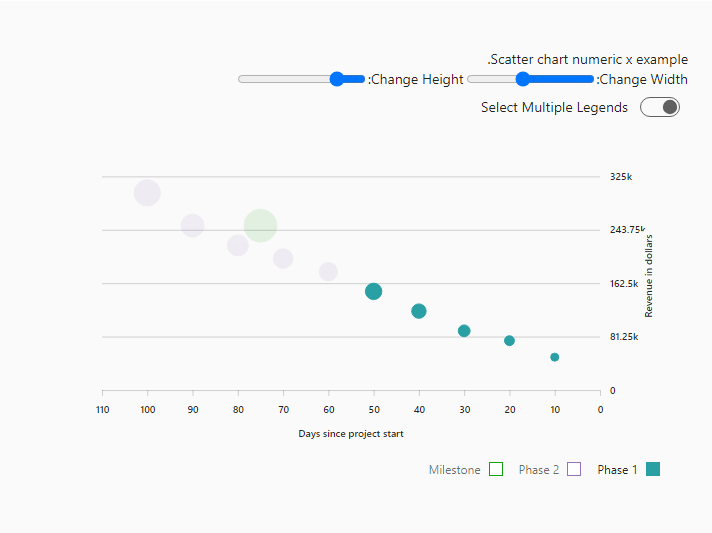 .Scatter chart numeric x example
:Change Height :Change Width
Select Multiple Legends
325k
243.75k
162.5k
81.25k
0
Revenue in dollars
110 100 90 80 70 60 50 40 30 20 10 0
Days since project start
Milestone Phase 2 Phase 1